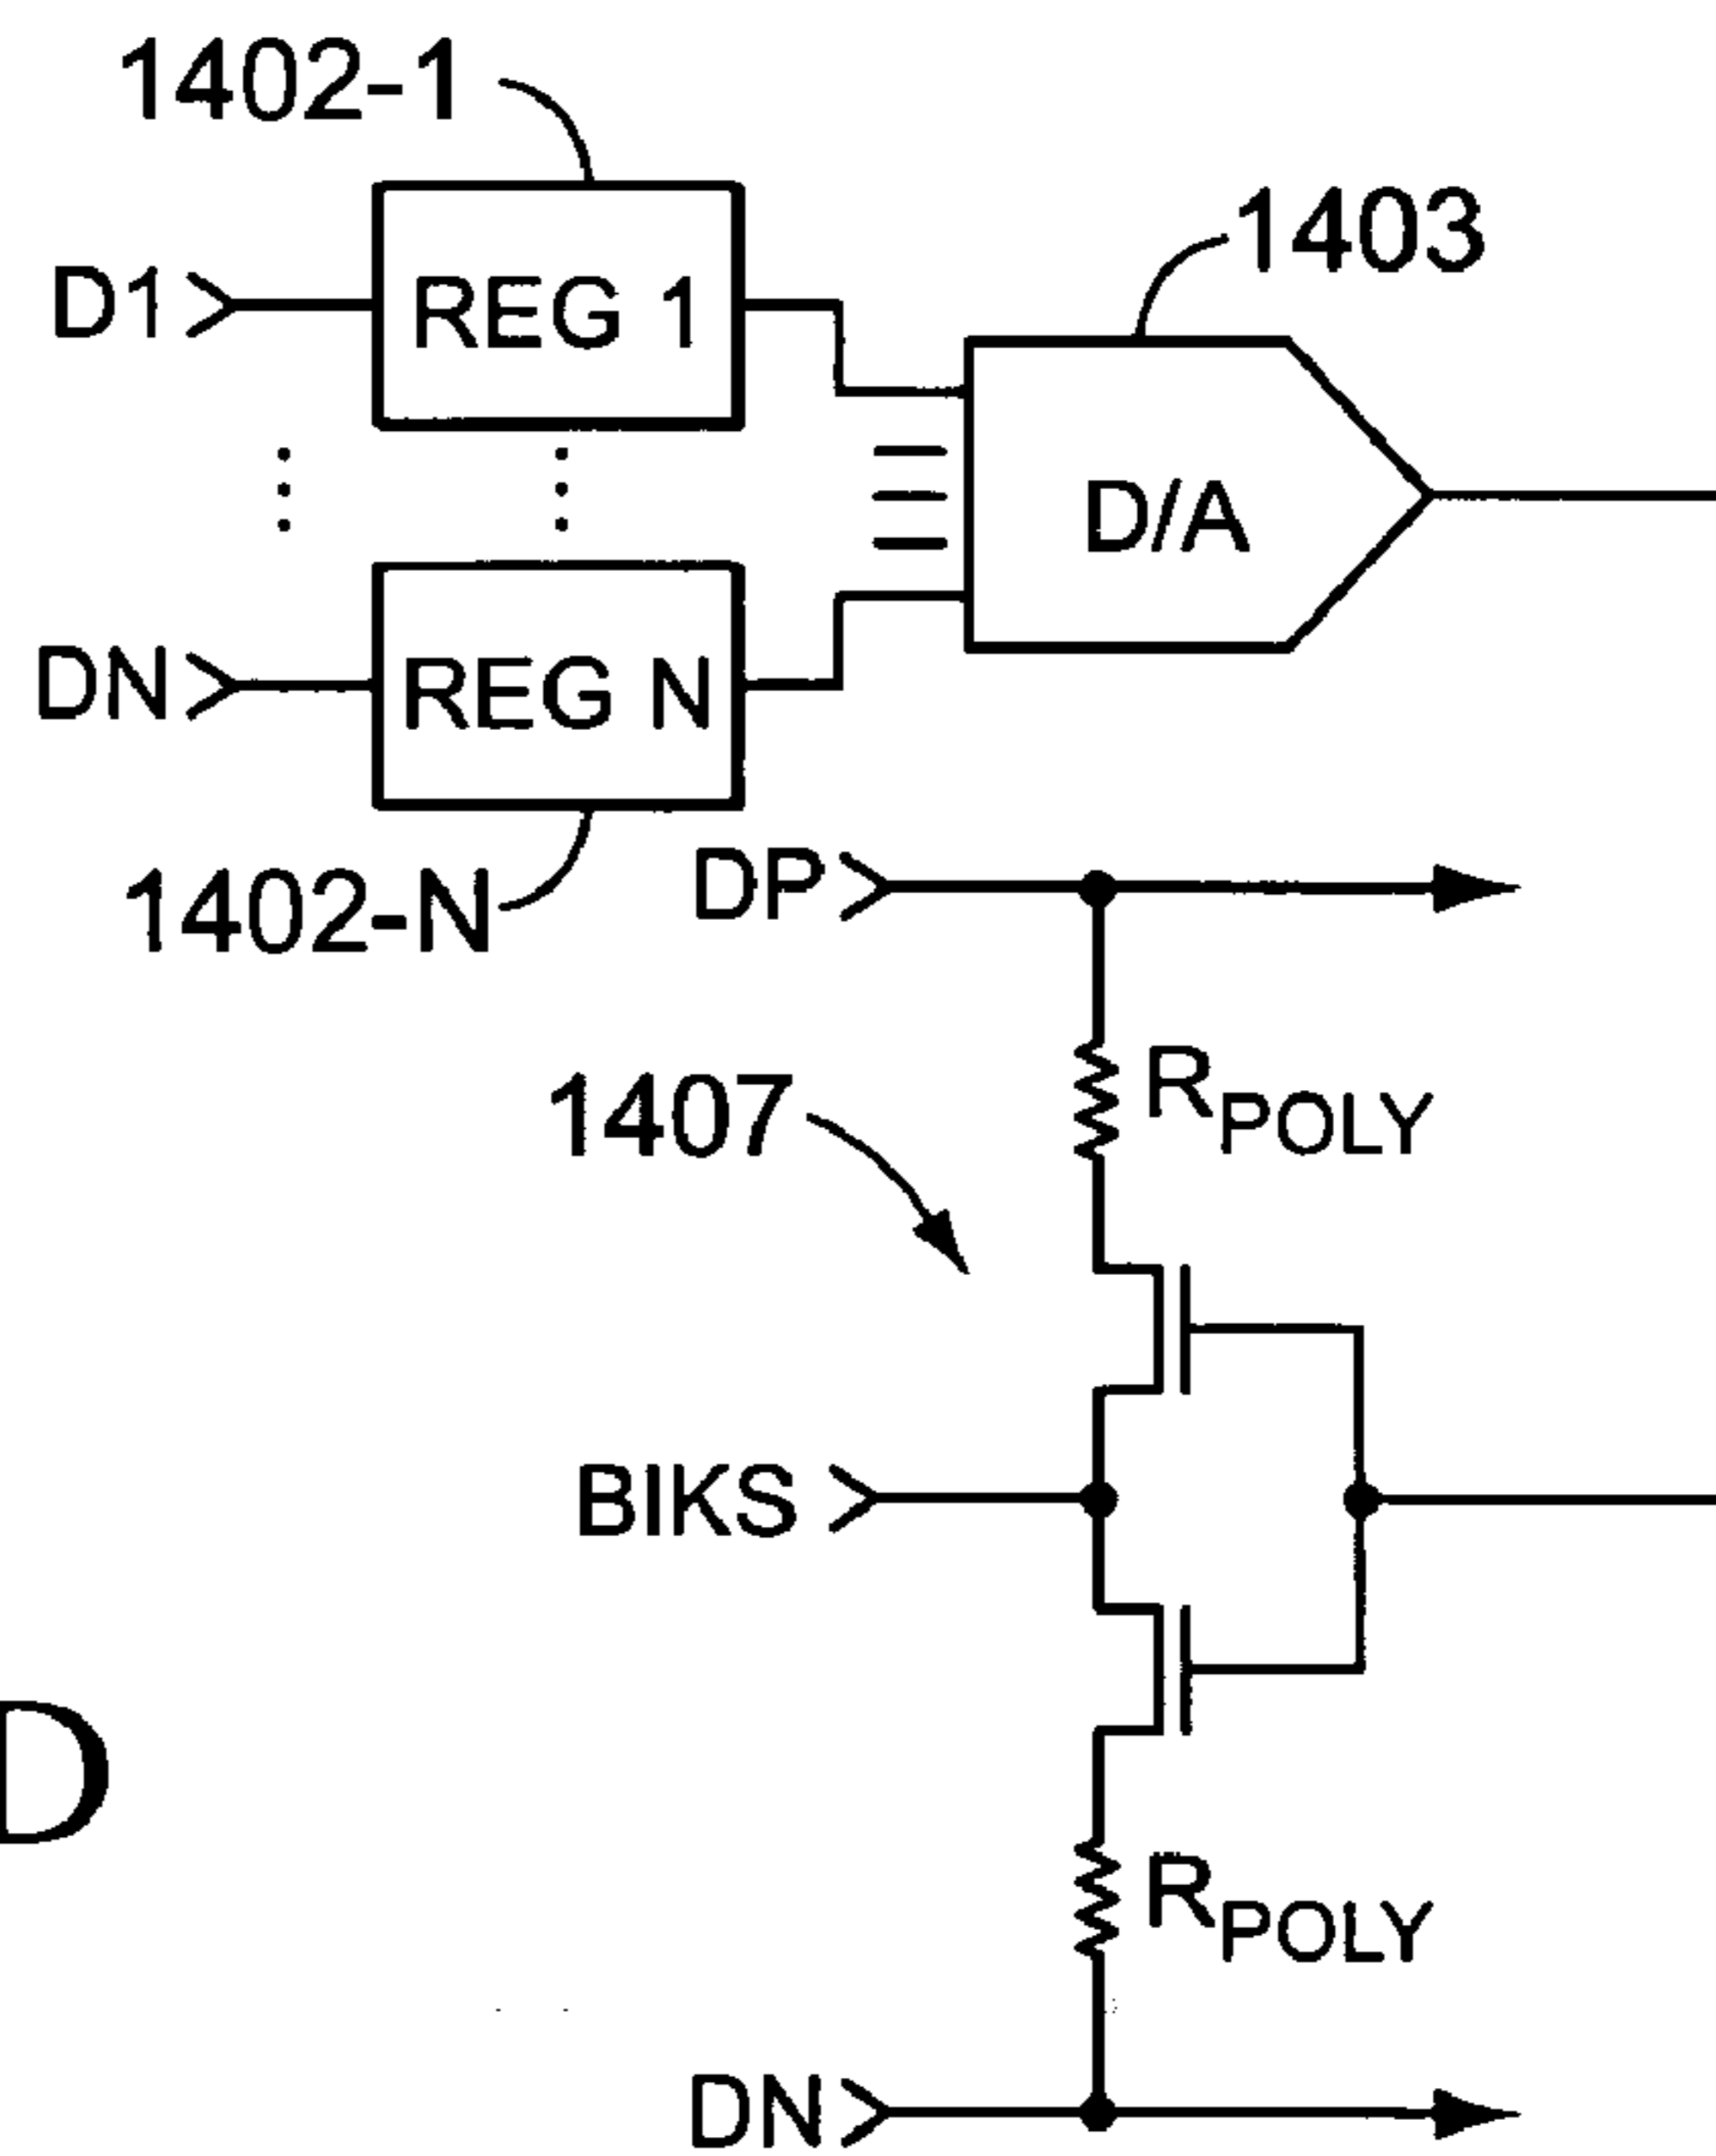 1402-1
1403
D1
REG 1
D/A
DN
REG N
1402-N
DP
RPOLY
1407
BIKS
D
RPOLY
DN